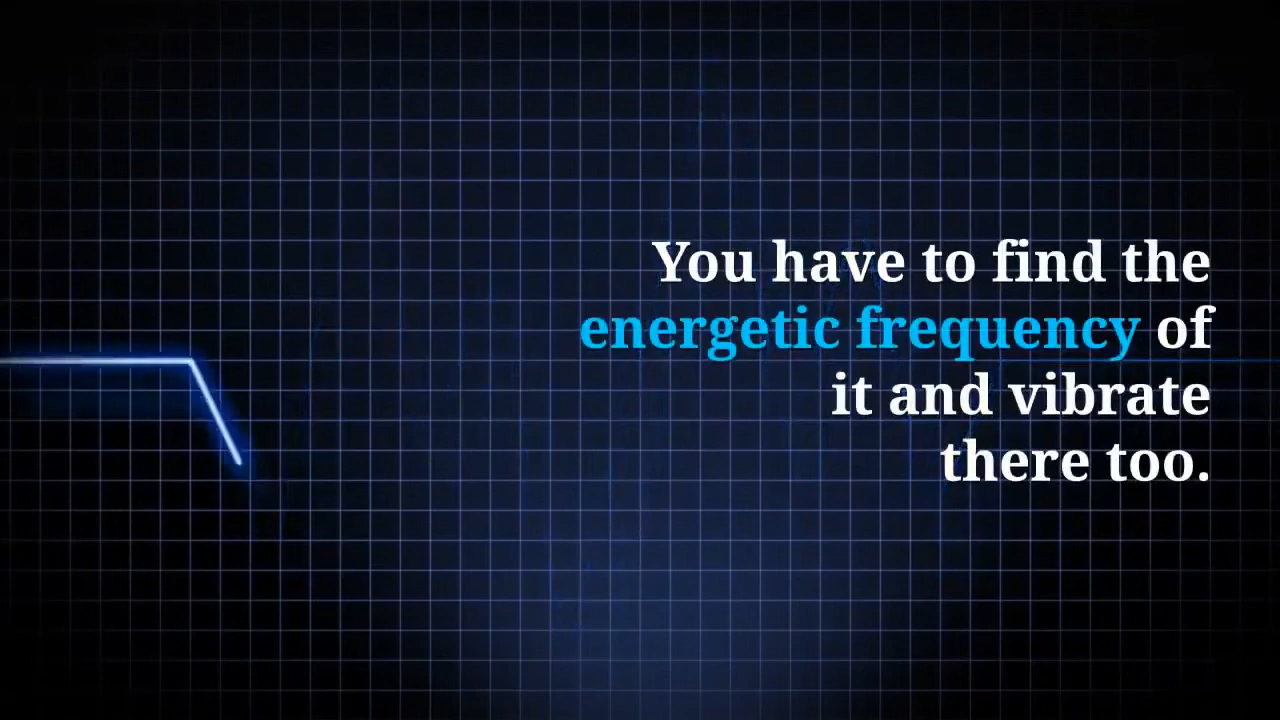 You have to find the
energetic frequency of
it and vibrate
there too.